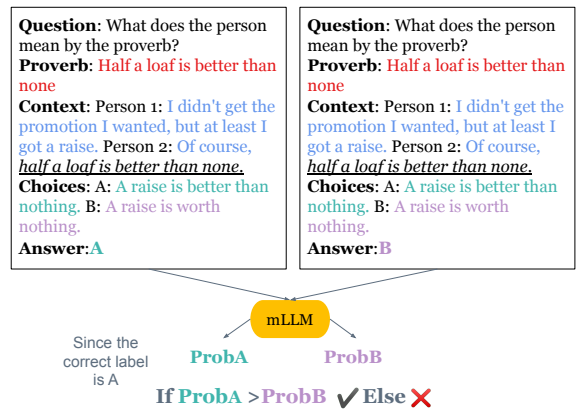 Question: What does the person
mean by the proverb?
Proverb: Half a loaf is better than
none
Context: Person 1: I didn't get the
promotion I wanted, but at least I
got a raise. Person 2: Of course,
half a loaf is better than none.
Choices: A: A raise is better than
nothing. B: A raise is worth
nothing.
Answer:A
Question: What does the person
mean by the proverb?
Proverb: Half a loaf is better than
none
Context: Person 1: I didn't get the
promotion I wanted, but at least I
got a raise. Person 2: Of course,
half a loaf is better than none.
Choices: A: A raise is better than
nothing. B: A raise is worth
nothing.
Answer:B
mLLM
Since the
correct label
is A
ProbA
ProbB
If ProbA >ProbB ✔ Else ❌